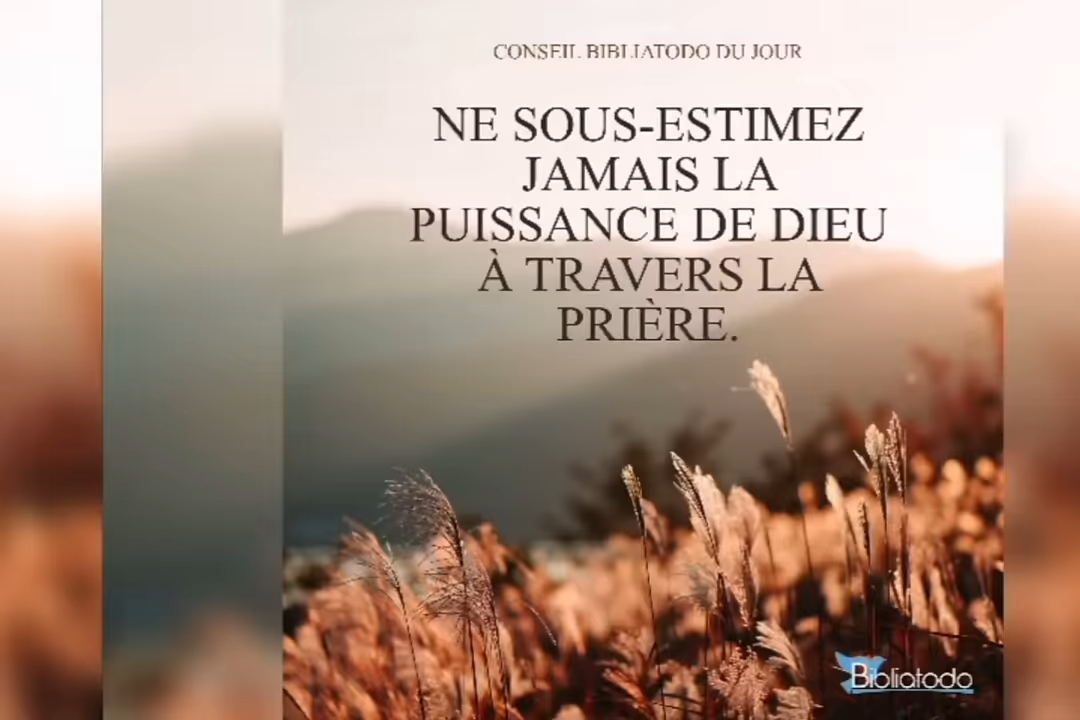 CONSEIL BIBLIATODO DU JOUR
NE SOUS-ESTIMEZ
JAMAIS LA
PUISSANCE DE DIEU
À TRAVERS LA
PRIÈRE.
Bibliatodo